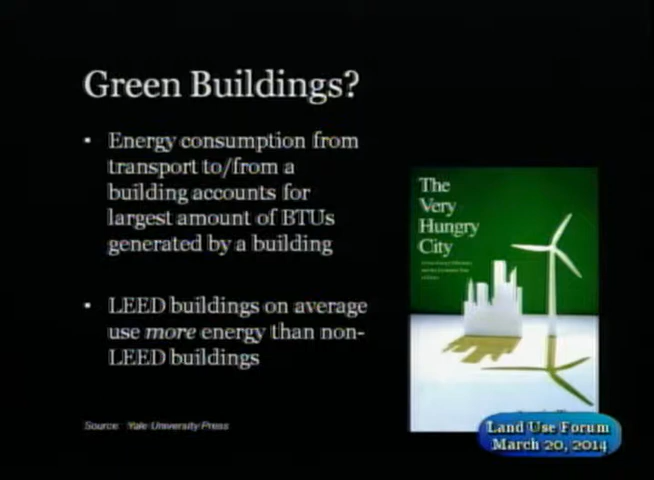 Green Buildings?
▪ Energy consumption from
transport to/from a
building accounts for
largest amount of BTUs
generated by a building
▪ LEED buildings on average
use more energy than non-
LEED buildings
Source: Yale University Press
The
Very
Hungry
City
Land Use Forum
March 20, 2014